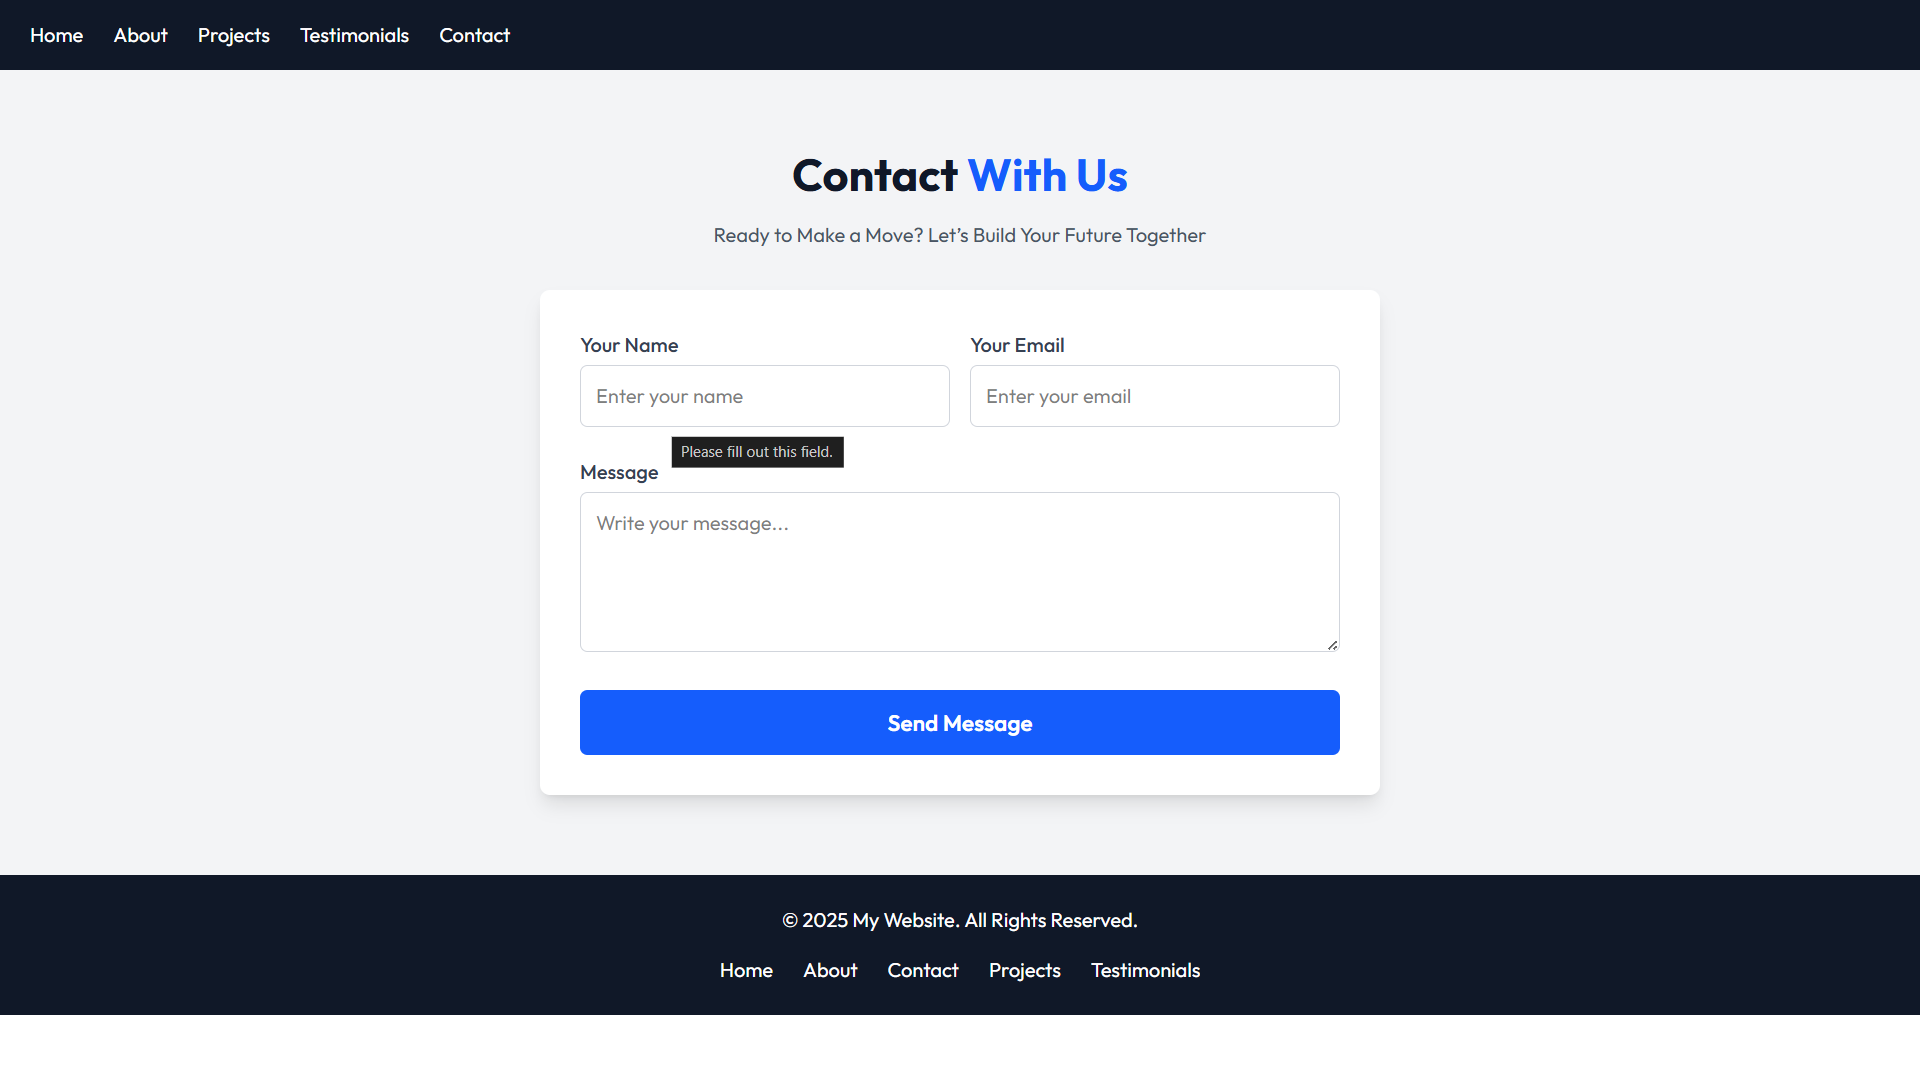 Home About Projects Testimonials Contact
Contact With Us
Ready to Make a Move? Let’s Build Your Future Together
Your Name Your Email
Enter your name Enter your email
Please fill out this field.
Message
Write your message...
Send Message
© 2025 My Website. All Rights Reserved.
Home About Contact Projects Testimonials